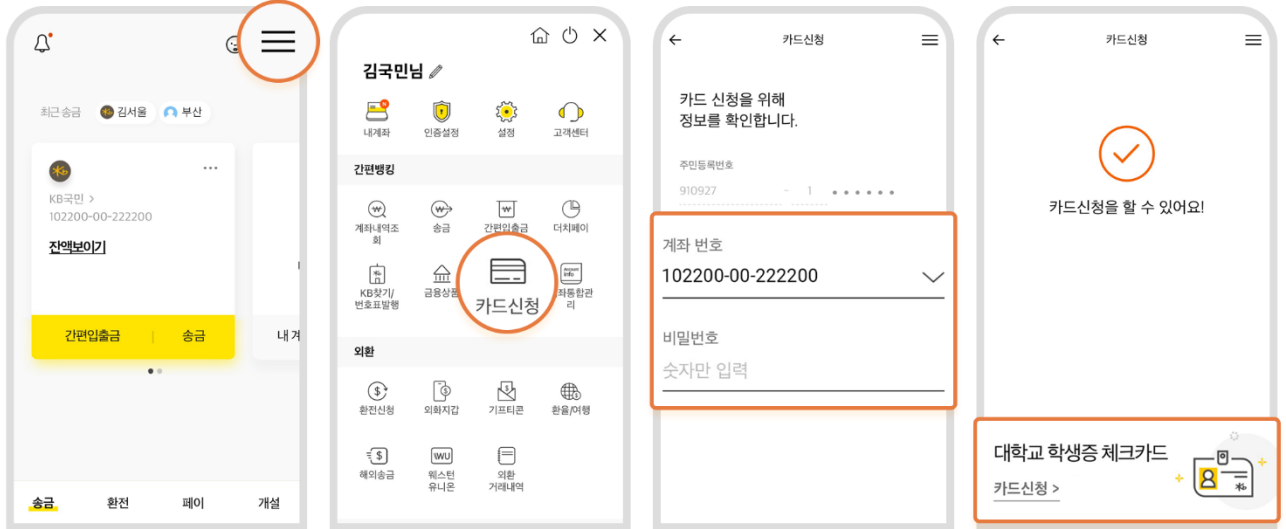 최근송금 김서울 부산
KB국민 >
102200-00-222200
잔액보이기
간편입출금 | 송금
내 계
송금 환전 페이 개설
김국민님
N
내계좌 인증설정 설정 고객센터
간편뱅킹
계좌내역조
회
송금
간편입출금
더치페이
KB찾기/
번호표발행
금융상품
카드신청
좌통합관
리
외환
환전신청 외화지갑 기프티콘 환율/여행
해외송금
WU
웨스턴
유니온
외환
거래내역
카드신청
카드 신청을 위해
정보를 확인합니다.
주민등록번호
910927 - 1 ● ● ● ● ● ●
계좌 번호
102200-00-222200
비밀번호
숫자만 입력
카드신청
카드신청을 할 수 있어요!
대학교 학생증 체크카드
카드신청 >